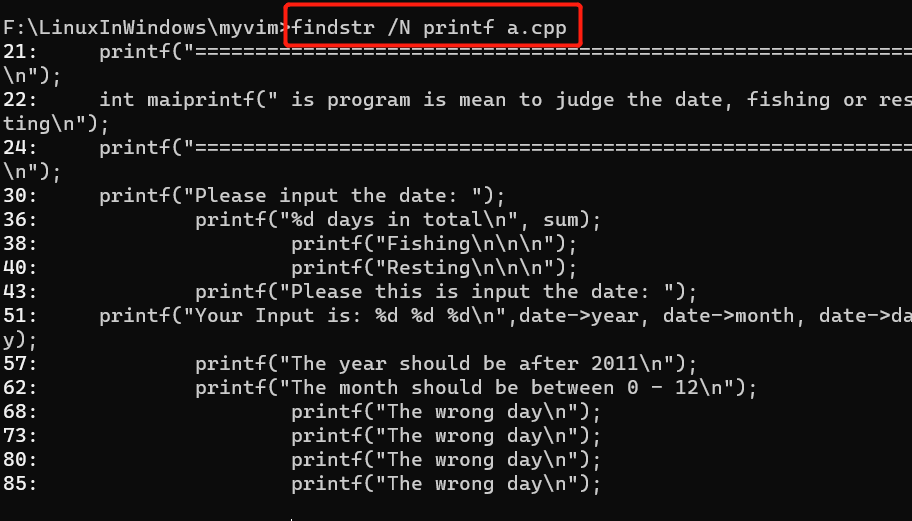 F:\LinuxInWindows\myvim>findstr /N printf a.cpp
21:     printf("============================================================
\n");
22:     int maiprintf(" is program is mean to judge the date, fishing or res
ting\n");
24:     printf("============================================================
\n");
30:     printf("Please input the date: ");
36:             printf("%d days in total\n", sum);
38:                     printf("Fishing\n\n\n");
40:                     printf("Resting\n\n\n");
43:             printf("Please this is input the date: ");
51:     printf("Your Input is: %d %d %d\n",date->year, date->month, date->da
y);
57:             printf("The year should be after 2011\n");
62:             printf("The month should be between 0 - 12\n");
68:                     printf("The wrong day\n");
73:                     printf("The wrong day\n");
80:                     printf("The wrong day\n");
85:                     printf("The wrong day\n");